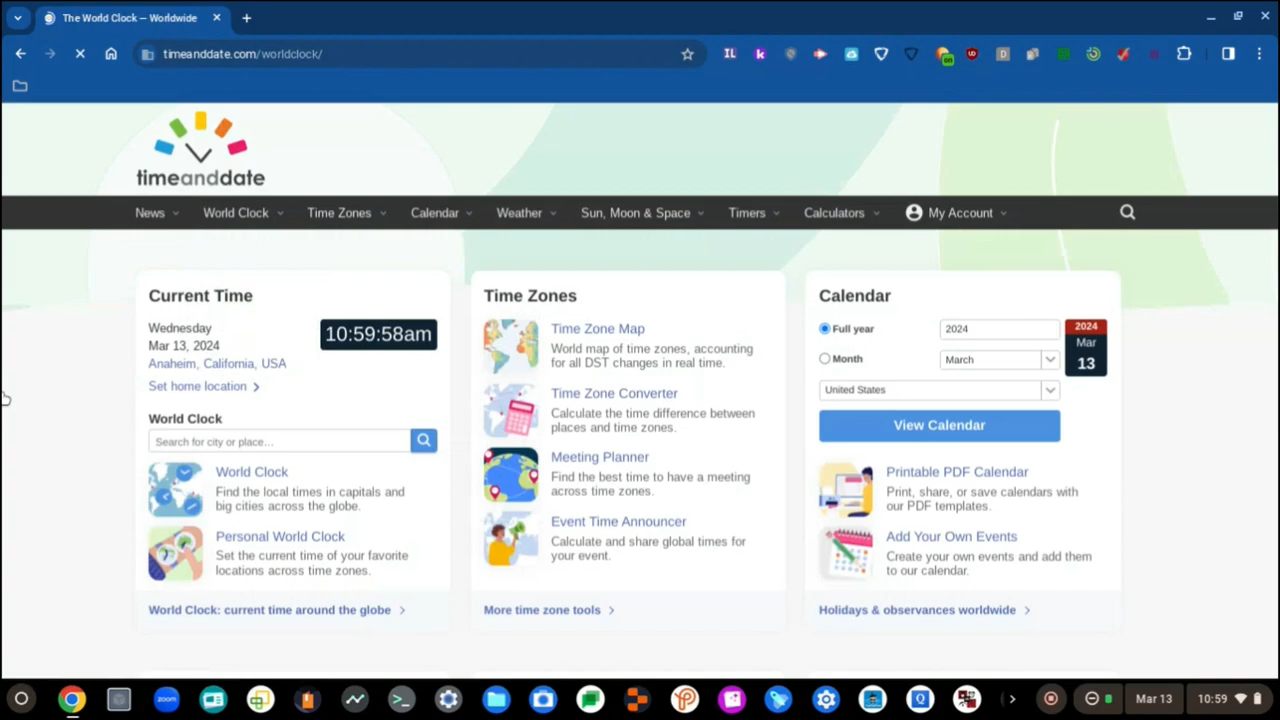 The World Clock — Worldwide
timeanddate.com/worldclock/
IL
k
UD
D
on
timeanddate
News
World Clock
Time Zones
Calendar
Weather
Sun, Moon & Space
Timers
Calculators
My Account
Current Time
Wednesday
Mar 13, 2024
10:59:58am
Anaheim, California, USA
Set home location
World Clock
Search for city or place...
World Clock
Find the local times in capitals and
big cities across the globe.
Personal World Clock
Set the current time of your favorite
locations across time zones.
World Clock: current time around the globe
Time Zones
Time Zone Map
World map of time zones, accounting
for all DST changes in real time.
Time Zone Converter
Calculate the time difference between
places and time zones.
Meeting Planner
Find the best time to have a meeting
across time zones.
Event Time Announcer
Calculate and share global times for
your event.
More time zone tools
Calendar
Full year
2024
2024
Mar
13
Month
March
United States
View Calendar
Printable PDF Calendar
Print, share, or save calendars with
our PDF templates.
Add Your Own Events
Create your own events and add them
to our calendar.
Holidays & observances worldwide
zoom
Q
Mar 13
10:59